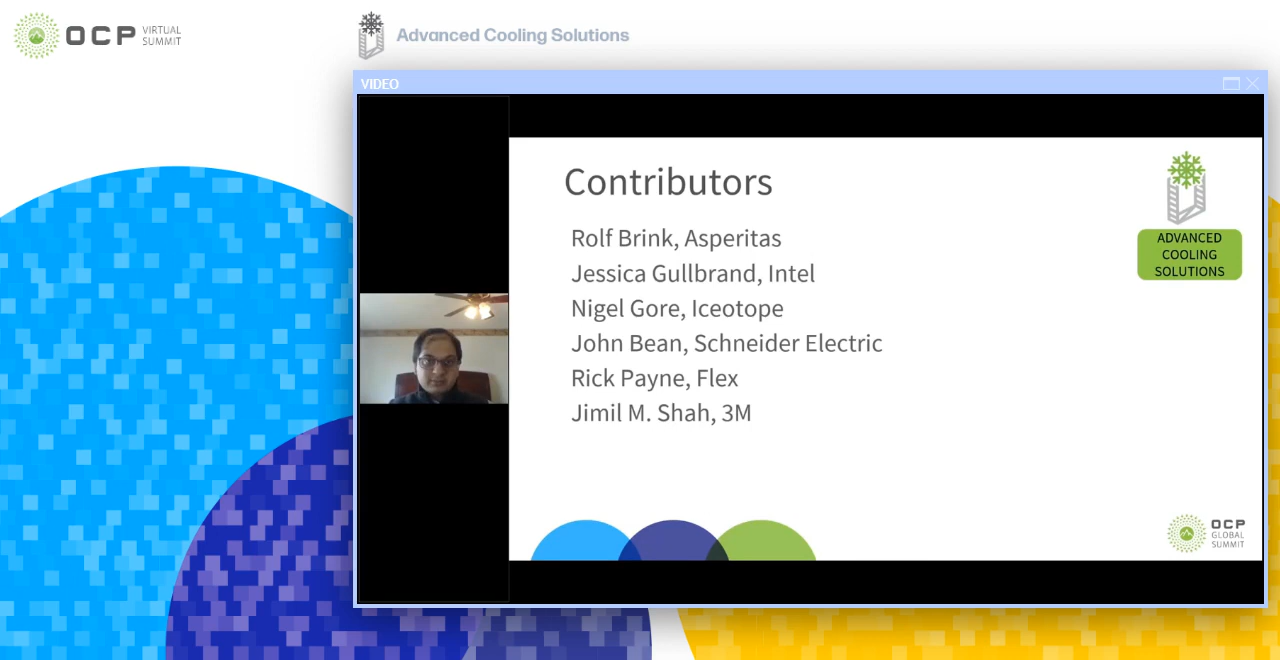 OCP VIRTUAL
SUMMIT
Advanced Cooling Solutions
VIDEO
Contributors
Rolf Brink, Asperitas
Jessica Gullbrand, Intel
Nigel Gore, Iceotope
John Bean, Schneider Electric
Rick Payne, Flex
Jimil M. Shah, 3M
ADVANCED
COOLING
SOLUTIONS
OCP
GLOBAL
SUMMIT